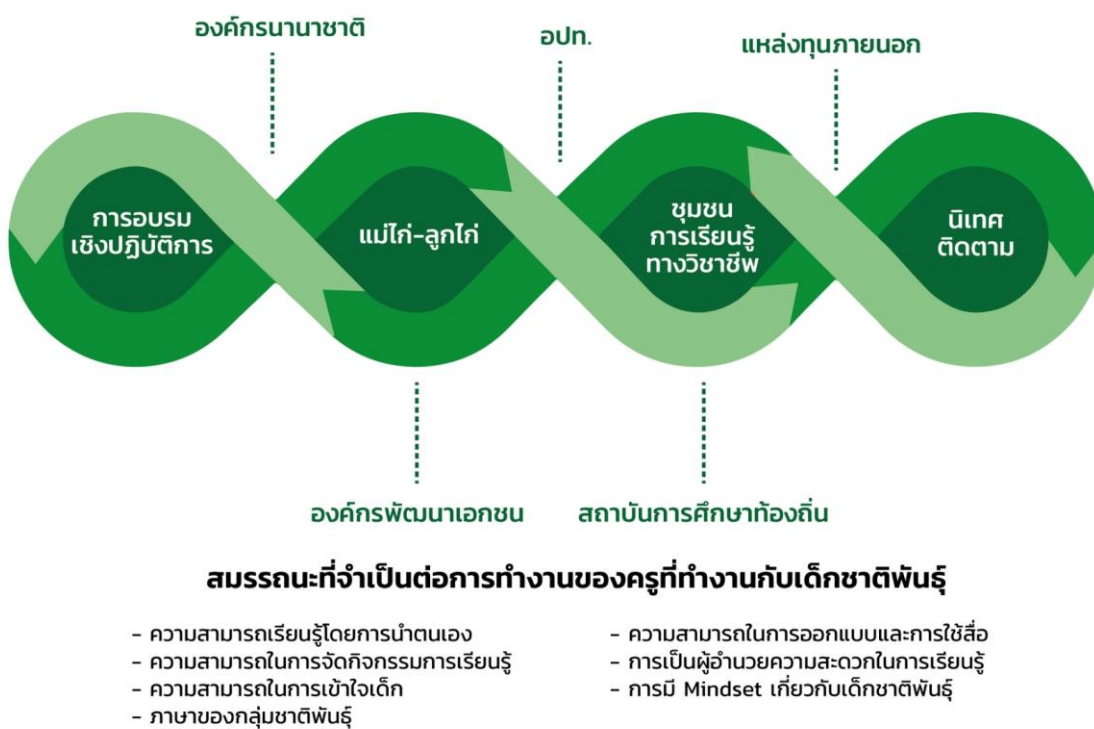 องค์กรนานาชาติ
อปท.
แหล่งทุนภายนอก
การอบรม
เชิงปฏิบัติการ
แม่ไก่-ลูกไก่
ชุมชน
การเรียนรู้
ทางวิชาชีพ
นิเทศ
ติดตาม
องค์กรพัฒนาเอกชน
สถาบันการศึกษาท้องถิ่น
สมรรถนะที่จำเป็นต่อการทำงานของครูที่ทำงานกับเด็กชาติพันธุ์
- ความสามารถเรียนรู้โดยการนำตนเอง
- ความสามารถในการจัดกิจกรรมการเรียนรู้
- ความสามารถในการเข้าใจเด็ก
- ภาษาของกลุ่มชาติพันธุ์
- ความสามารถในการออกแบบและการใช้สื่อ
- การเป็นผู้อำนวยความสะดวกในการเรียนรู้
- การมี Mindset เกี่ยวกับเด็กชาติพันธุ์